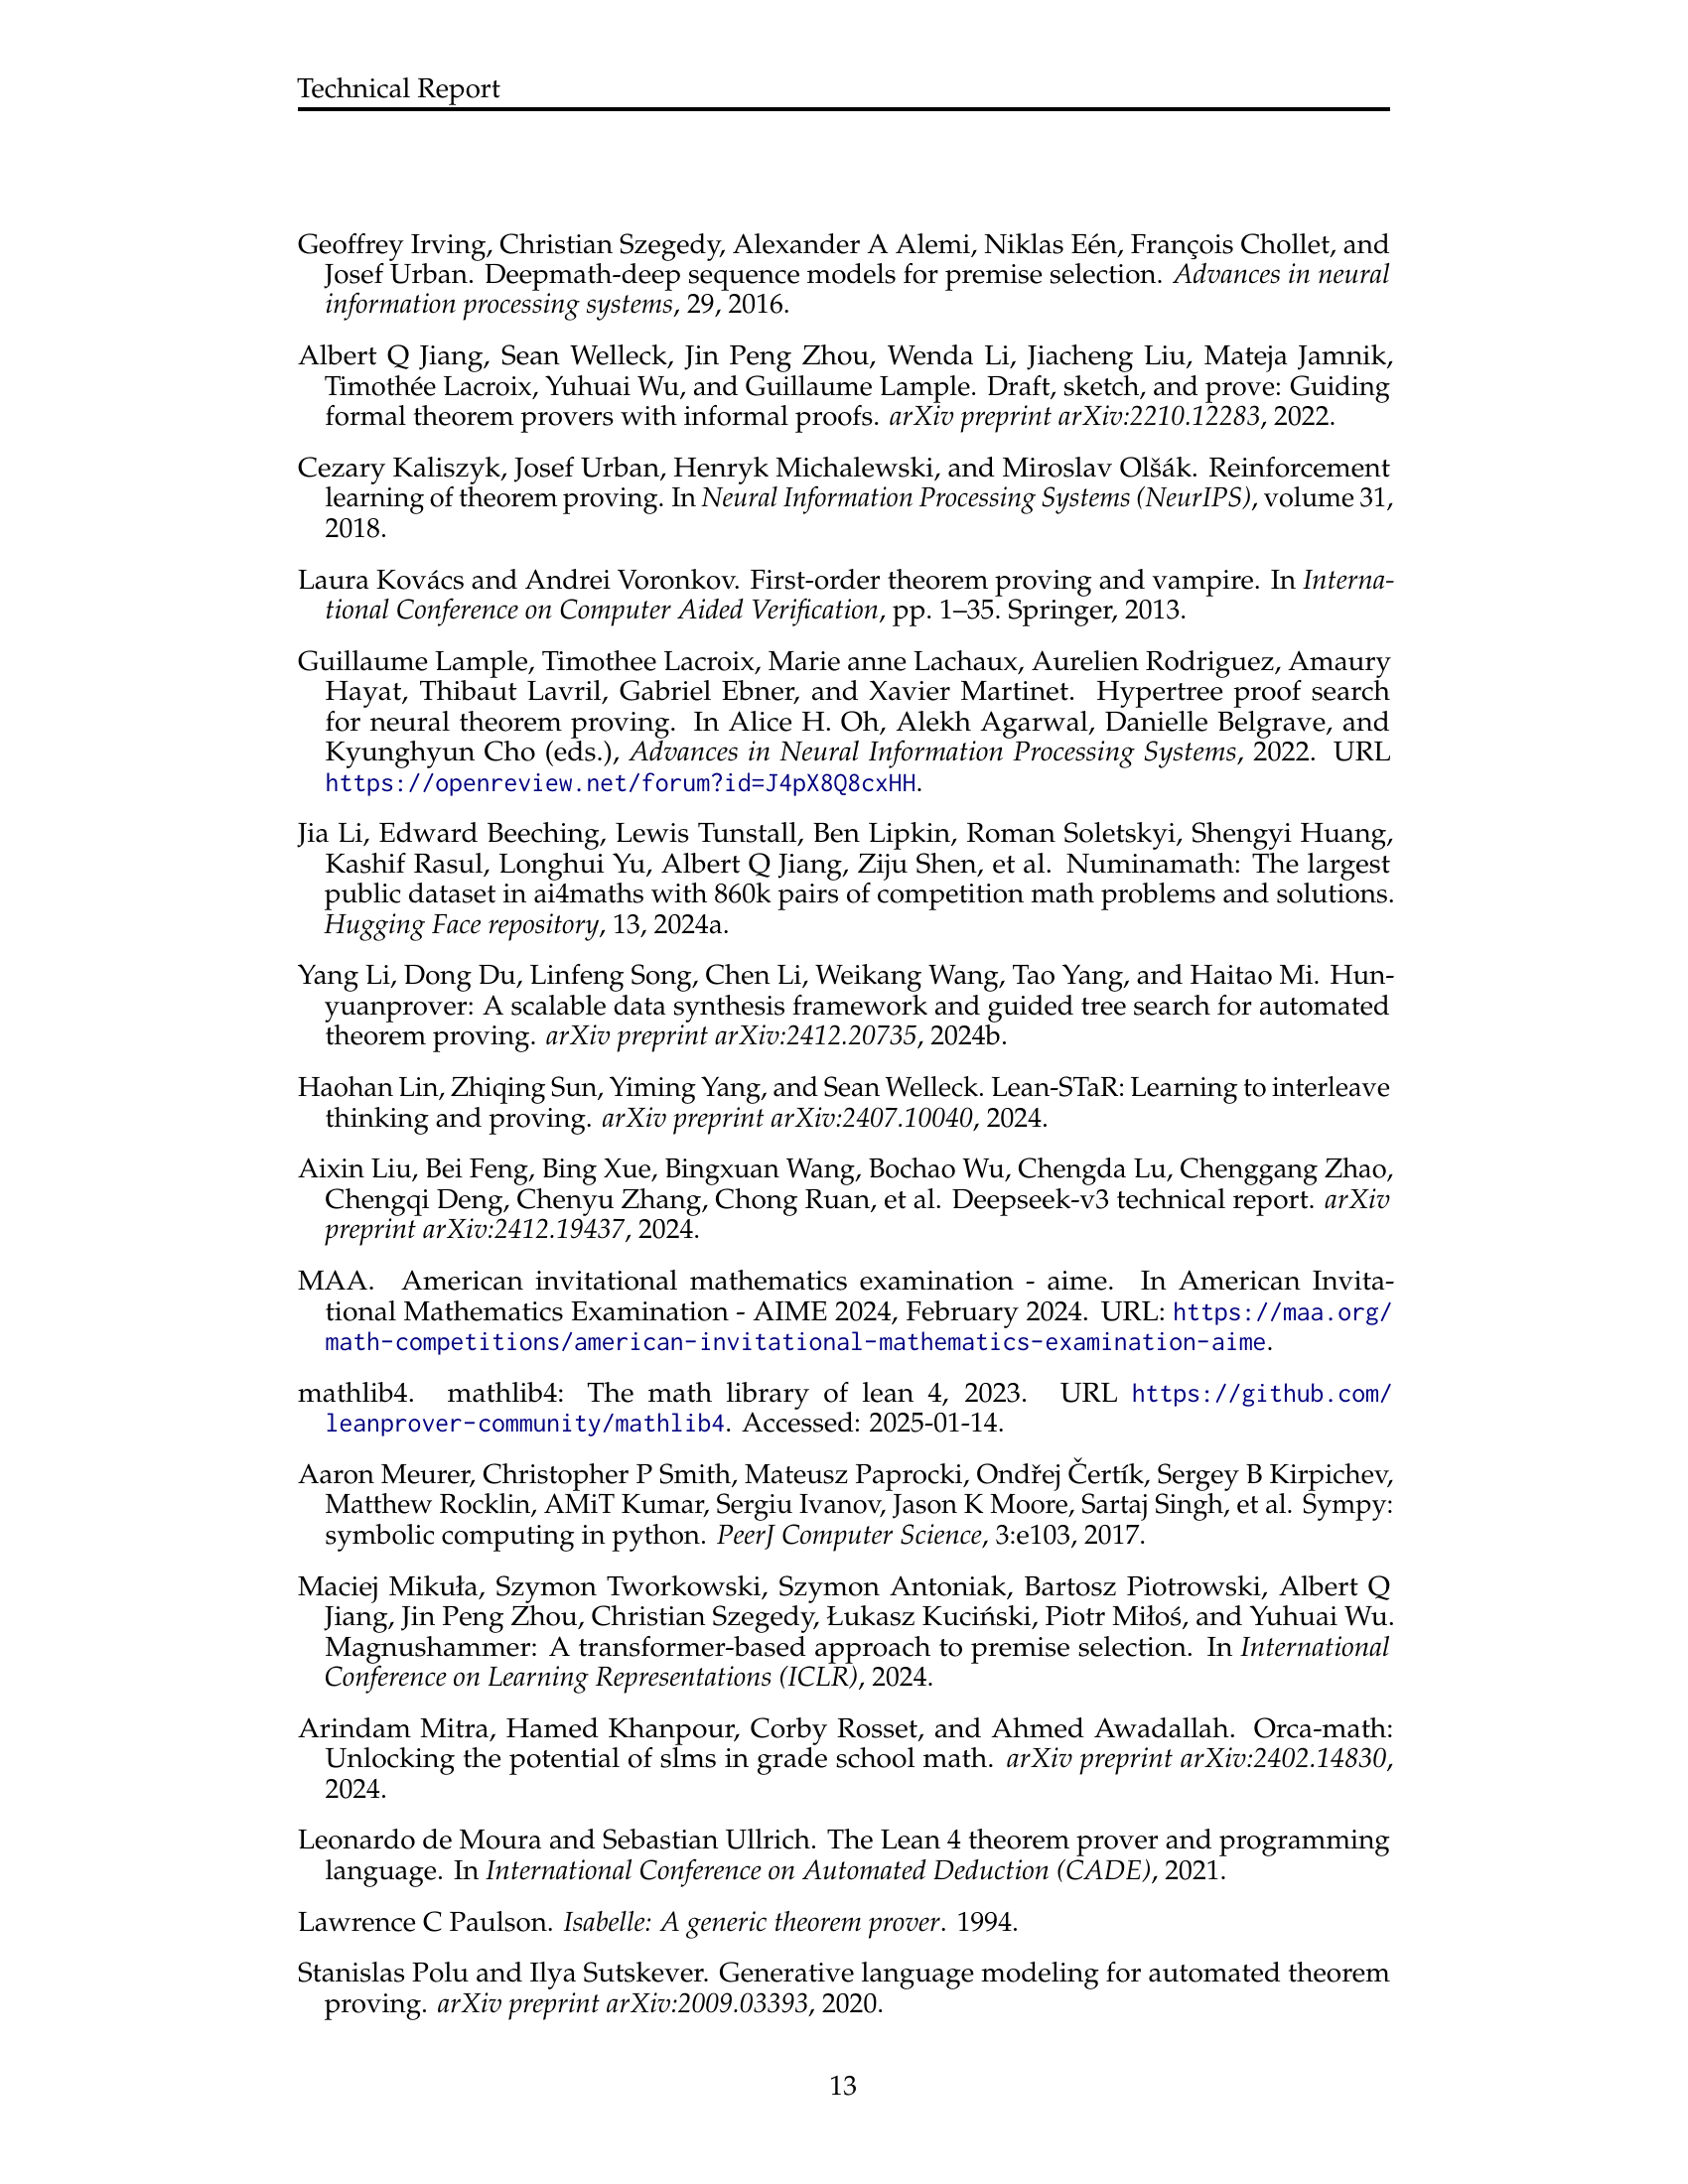 Technical Report
Geoffrey Irving, Christian Szegedy, Alexander A Alemi, Niklas Eén, François Chollet, and
Josef Urban. Deepmath-deep sequence models for premise selection. Advances in neural
information processing systems, 29, 2016.
Albert Q Jiang, Sean Welleck, Jin Peng Zhou, Wenda Li, Jiacheng Liu, Mateja Jamnik,
Timothée Lacroix, Yuhuai Wu, and Guillaume Lample. Draft, sketch, and prove: Guiding
formal theorem provers with informal proofs. arXiv preprint arXiv:2210.12283, 2022.
Cezary Kaliszyk, Josef Urban, Henryk Michalewski, and Miroslav Olšák. Reinforcement
learning of theorem proving. In Neural Information Processing Systems (NeurIPS), volume 31,
2018.
Laura Kovács and Andrei Voronkov. First-order theorem proving and vampire. In Interna-
tional Conference on Computer Aided Verification, pp. 1–35. Springer, 2013.
Guillaume Lample, Timothee Lacroix, Marie anne Lachaux, Aurelien Rodriguez, Amaury
Hayat, Thibaut Lavril, Gabriel Ebner, and Xavier Martinet. Hypertree proof search
for neural theorem proving. In Alice H. Oh, Alekh Agarwal, Danielle Belgrave, and
Kyunghyun Cho (eds.), Advances in Neural Information Processing Systems, 2022. URL
https://openreview.net/forum?id=J4pX8Q8cxHH.
Jia Li, Edward Beeching, Lewis Tunstall, Ben Lipkin, Roman Soletskyi, Shengyi Huang,
Kashif Rasul, Longhui Yu, Albert Q Jiang, Ziju Shen, et al. Numinamath: The largest
public dataset in ai4maths with 860k pairs of competition math problems and solutions.
Hugging Face repository, 13, 2024a.
Yang Li, Dong Du, Linfeng Song, Chen Li, Weikang Wang, Tao Yang, and Haitao Mi. Hun-
yuanprover: A scalable data synthesis framework and guided tree search for automated
theorem proving. arXiv preprint arXiv:2412.20735, 2024b.
Haohan Lin, Zhiqing Sun, Yiming Yang, and Sean Welleck. Lean-STaR: Learning to interleave
thinking and proving. arXiv preprint arXiv:2407.10040, 2024.
Aixin Liu, Bei Feng, Bing Xue, Bingxuan Wang, Bochao Wu, Chengda Lu, Chenggang Zhao,
Chengqi Deng, Chenyu Zhang, Chong Ruan, et al. Deepseek-v3 technical report. arXiv
preprint arXiv:2412.19437, 2024.
MAA. American invitational mathematics examination - aime. In American Invita-
tional Mathematics Examination - AIME 2024, February 2024. URL: https://maa.org/
math-competitions/american-invitational-mathematics-examination-aime.
mathlib4. mathlib4: The math library of lean 4, 2023. URL https://github.com/
leanprover-community/mathlib4. Accessed: 2025-01-14.
Aaron Meurer, Christopher P Smith, Mateusz Paprocki, Ondřej Čertík, Sergey B Kirpichev,
Matthew Rocklin, AMiT Kumar, Sergiu Ivanov, Jason K Moore, Sartaj Singh, et al. Sympy:
symbolic computing in python. PeerJ Computer Science, 3:e103, 2017.
Maciej Mikuła, Szymon Tworkowski, Szymon Antoniak, Bartosz Piotrowski, Albert Q
Jiang, Jin Peng Zhou, Christian Szegedy, Łukasz Kuciński, Piotr Miłoś, and Yuhuai Wu.
Magnushammer: A transformer-based approach to premise selection. In International
Conference on Learning Representations (ICLR), 2024.
Arindam Mitra, Hamed Khanpour, Corby Rosset, and Ahmed Awadallah. Orca-math:
Unlocking the potential of slms in grade school math. arXiv preprint arXiv:2402.14830,
2024.
Leonardo de Moura and Sebastian Ullrich. The Lean 4 theorem prover and programming
language. In International Conference on Automated Deduction (CADE), 2021.
Lawrence C Paulson. Isabelle: A generic theorem prover. 1994.
Stanislas Polu and Ilya Sutskever. Generative language modeling for automated theorem
proving. arXiv preprint arXiv:2009.03393, 2020.
13